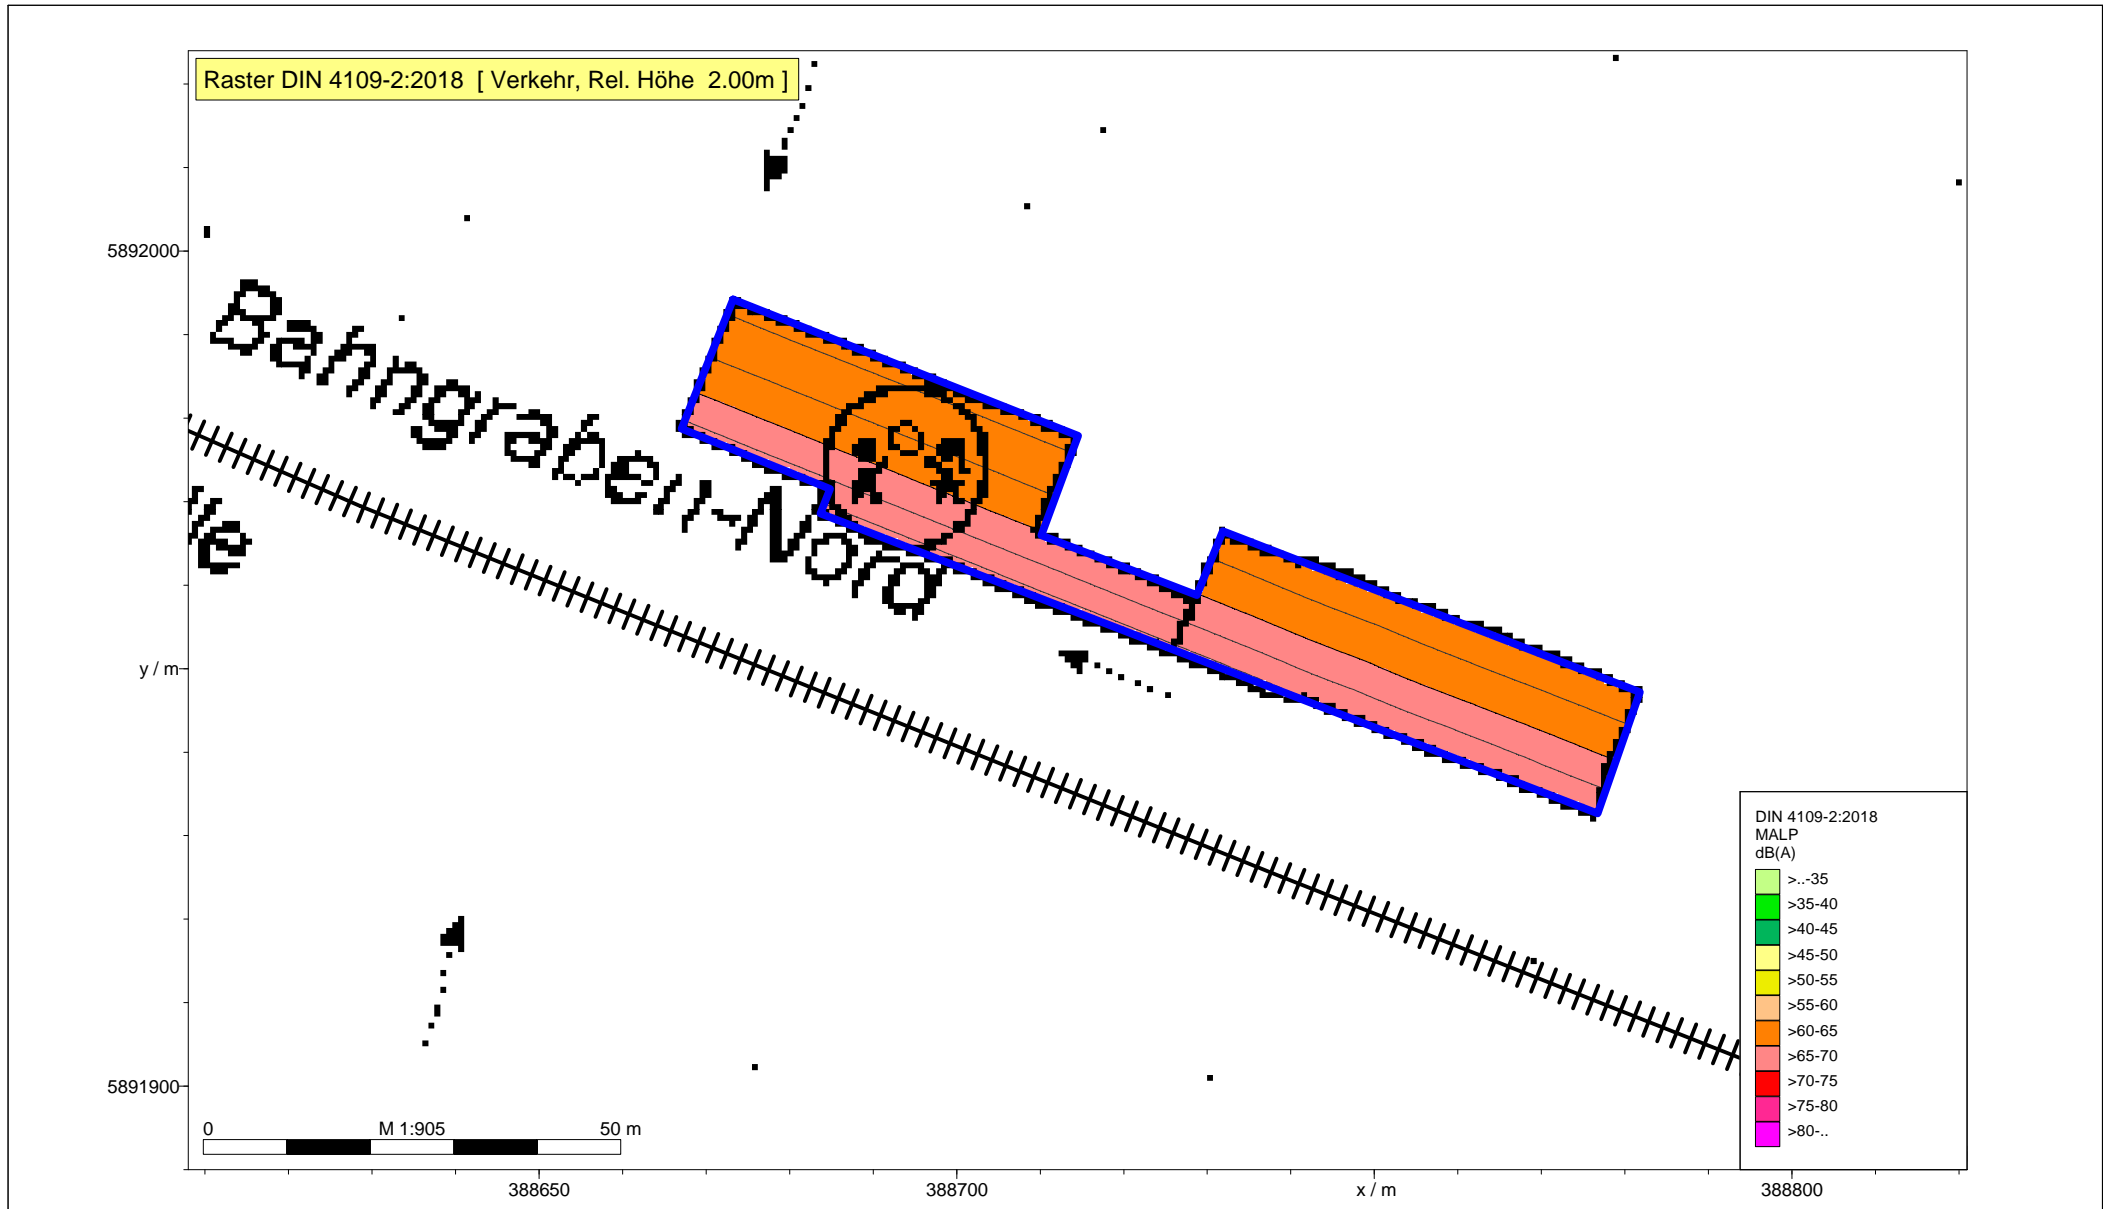 Raster DIN 4109-2:2018 [ Verkehr, Rel. Höhe 2.00m ]
5892000
Bahngraben-Nord
le
y / m
5891900
0 M 1:905 50 m
388650 388700 x / m 388800
DIN 4109-2:2018
MALP
dB(A)
>..-35
>35-40
>40-45
>45-50
>50-55
>55-60
>60-65
>65-70
>70-75
>75-80
>80-..